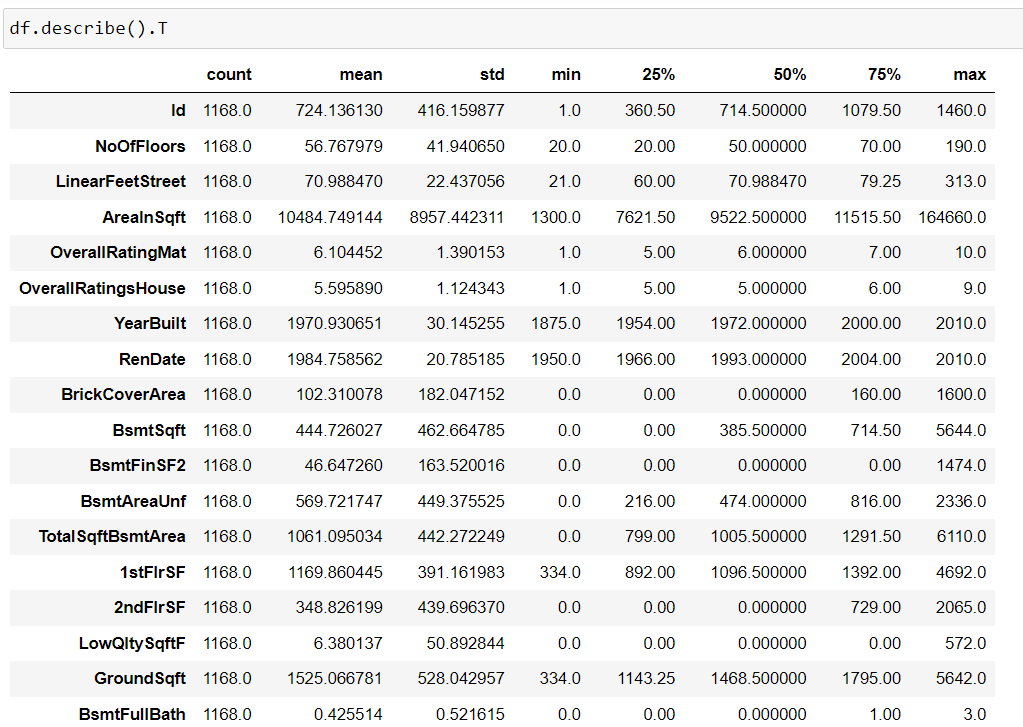 df.describe().T
count mean std min 25% 50% 75% max
Id 1168.0 724.136130 416.159877 1.0 360.50 714.500000 1079.50 1460.0
NoOfFloors 1168.0 56.767979 41.940650 20.0 20.00 50.000000 70.00 190.0
LinearFeetStreet 1168.0 70.988470 22.437056 21.0 60.00 70.988470 79.25 313.0
AreaInSqft 1168.0 10484.749144 8957.442311 1300.0 7621.50 9522.500000 11515.50 164660.0
OverallRatingMat 1168.0 6.104452 1.390153 1.0 5.00 6.000000 7.00 10.0
OverallRatingsHouse 1168.0 5.595890 1.124343 1.0 5.00 5.000000 6.00 9.0
YearBuilt 1168.0 1970.930651 30.145255 1875.0 1954.00 1972.000000 2000.00 2010.0
RenDate 1168.0 1984.758562 20.785185 1950.0 1966.00 1993.000000 2004.00 2010.0
BrickCoverArea 1168.0 102.310078 182.047152 0.0 0.00 0.000000 160.00 1600.0
BsmtSqft 1168.0 444.726027 462.664785 0.0 0.00 385.500000 714.50 5644.0
BsmtFinSF2 1168.0 46.647260 163.520016 0.0 0.00 0.000000 0.00 1474.0
BsmtAreaUnf 1168.0 569.721747 449.375525 0.0 216.00 474.000000 816.00 2336.0
TotalSqftBsmtArea 1168.0 1061.095034 442.272249 0.0 799.00 1005.500000 1291.50 6110.0
1stFlrSF 1168.0 1169.860445 391.161983 334.0 892.00 1096.500000 1392.00 4692.0
2ndFlrSF 1168.0 348.826199 439.696370 0.0 0.00 0.000000 729.00 2065.0
LowQltySqftF 1168.0 6.380137 50.892844 0.0 0.00 0.000000 0.00 572.0
GroundSqft 1168.0 1525.066781 528.042957 334.0 1143.25 1468.500000 1795.00 5642.0
BsmtFullBath 1168.0 0.425514 0.521615 0.0 0.00 0.000000 1.00 3.0